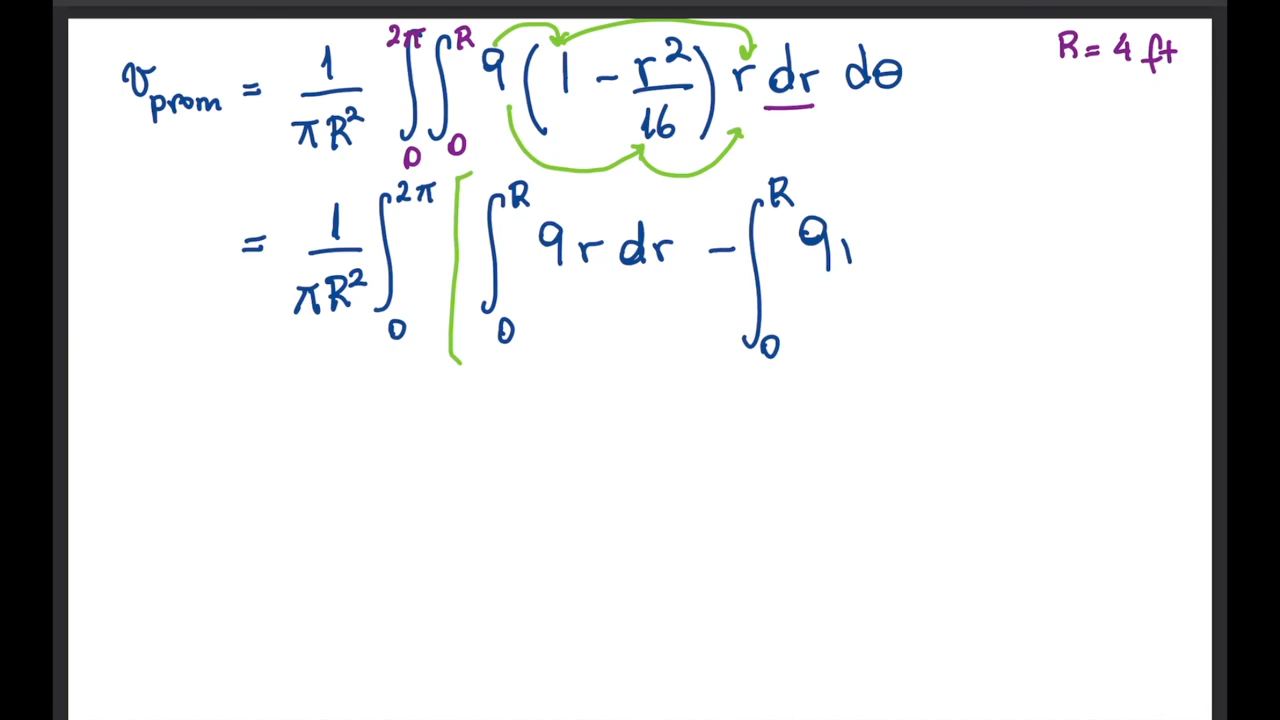 v_prom = 1/(πR²) ∫₀^{2π} ∫₀^R 9(1 − r²/16) r dr dθ
R = 4 ft
= 1/(πR²) ∫₀^{2π} [ ∫₀^R 9 r dr − ∫₀^R 9